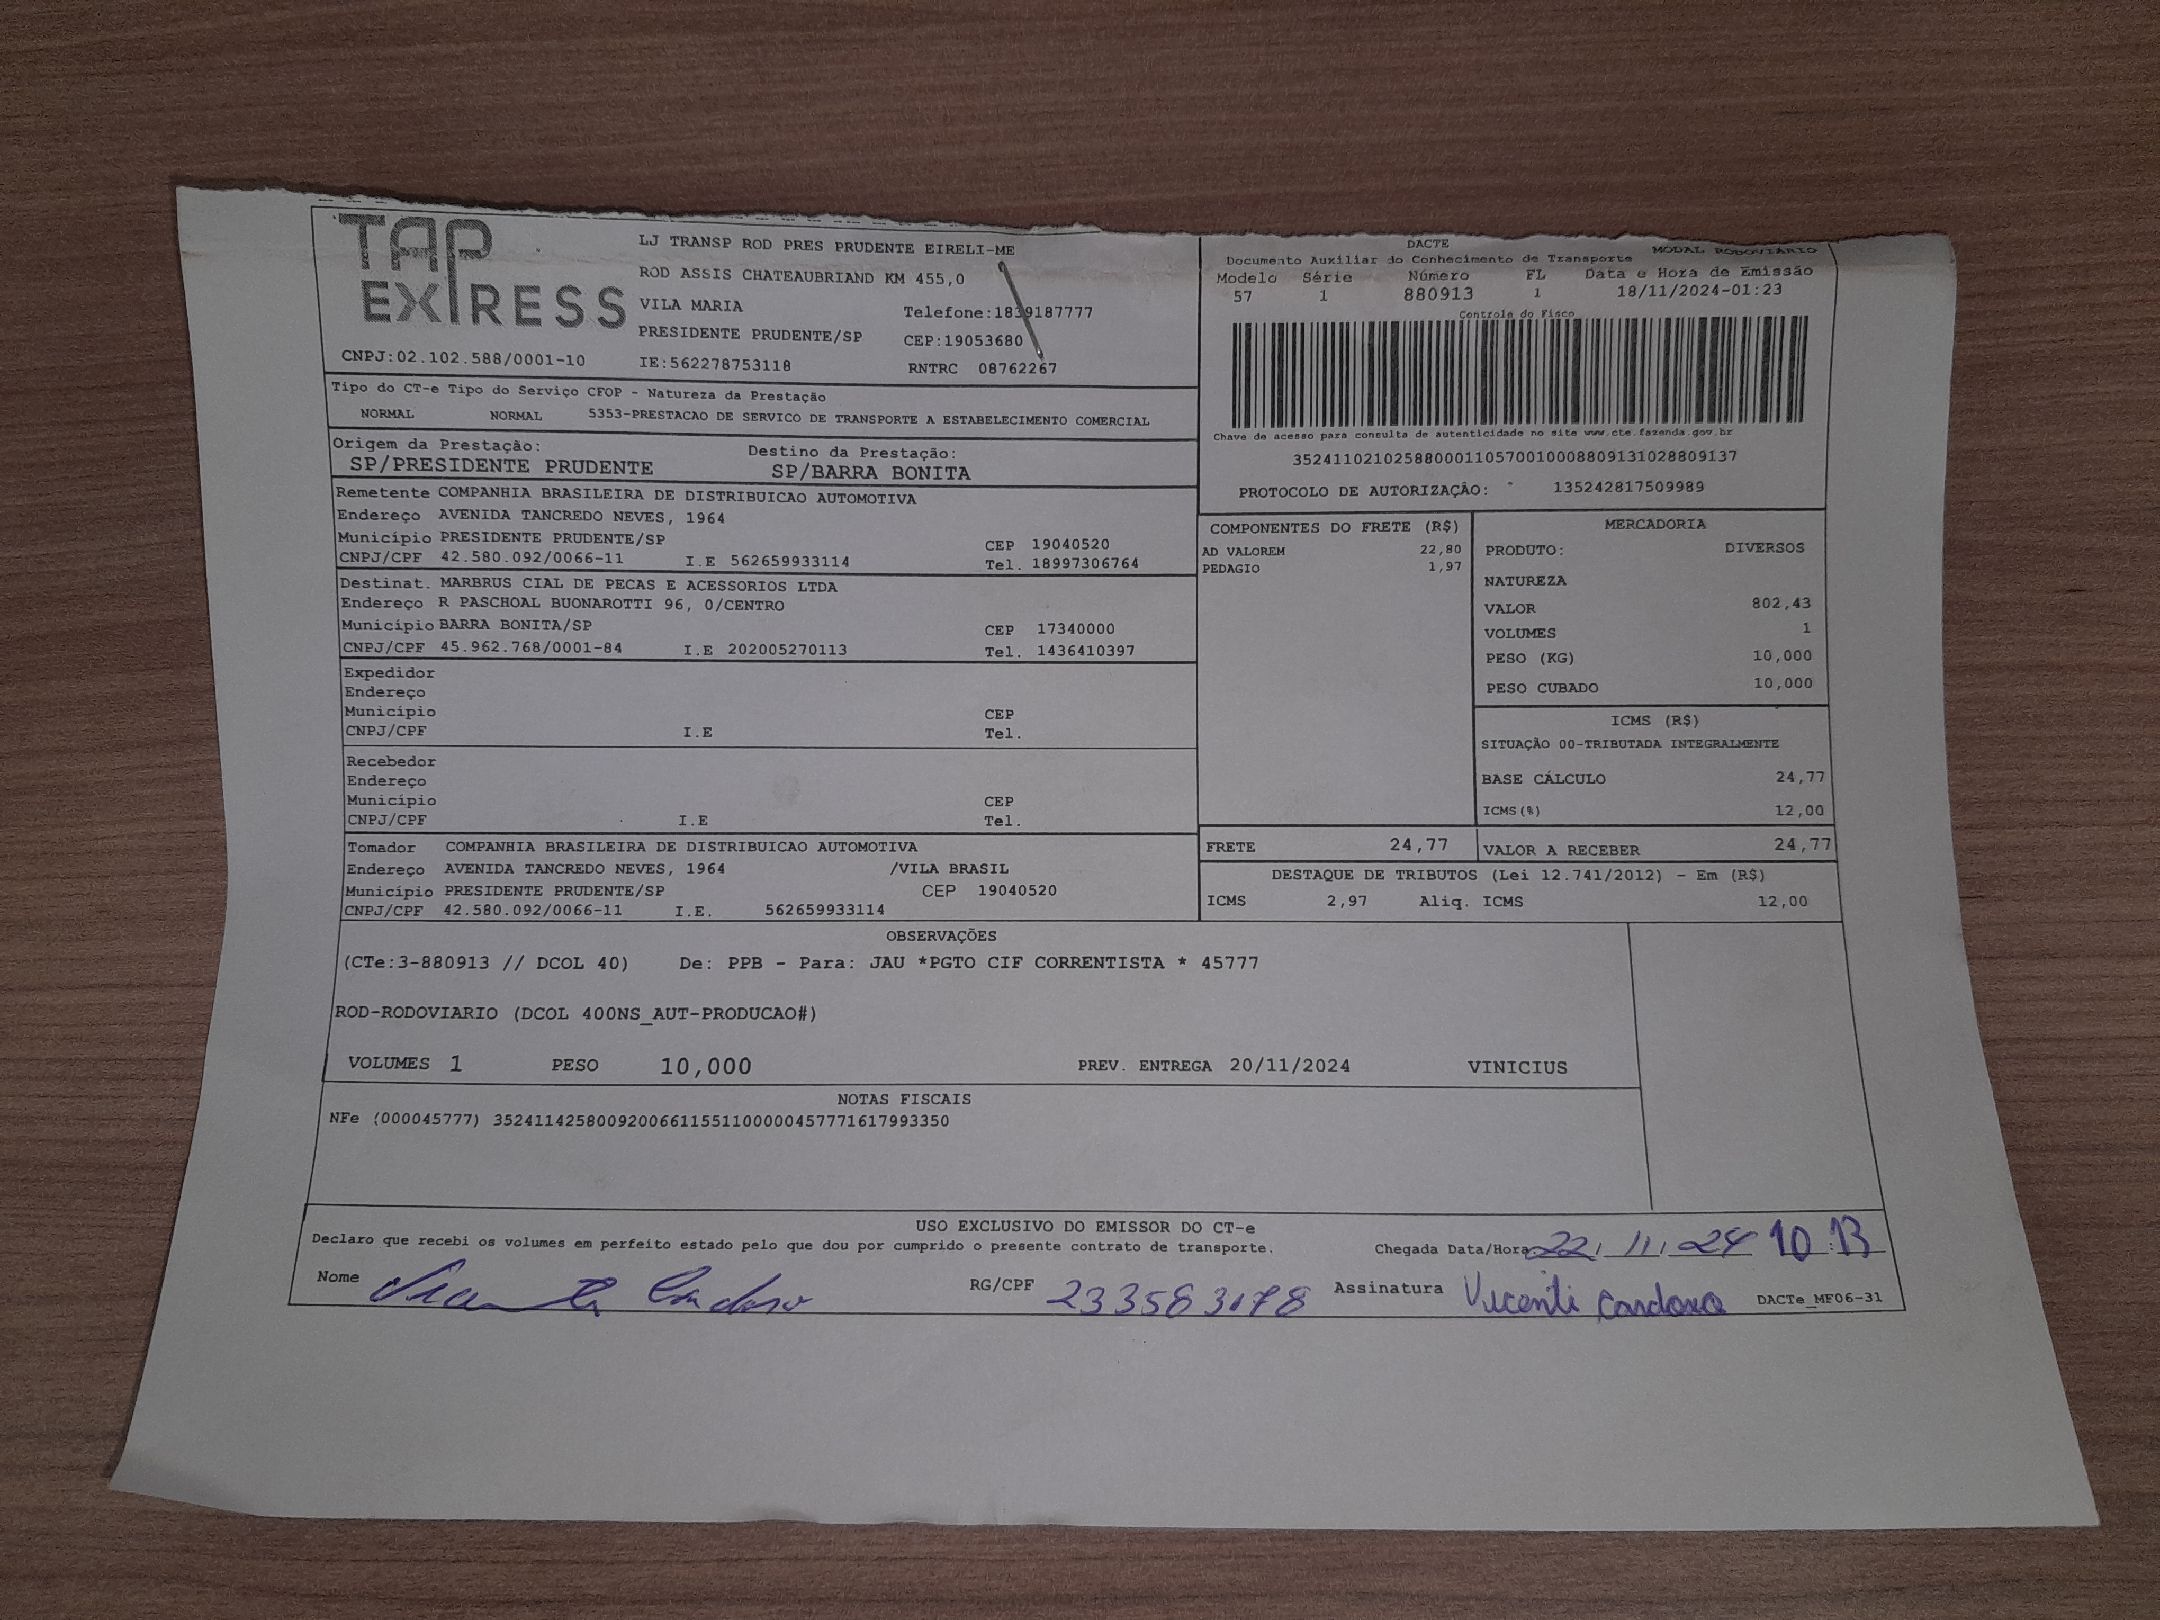 TAP EXPRESS
LJ TRANSP ROD PRES PRUDENTE EIRELI-ME
ROD ASSIS CHATEAUBRIAND KM 455,0
VILA MARIA
Telefone:1839187777
PRESIDENTE PRUDENTE/SP
CEP:19053680
CNPJ:02.102.588/0001-10
IE:562278753118
RNTRC 08762267
DACTE
MODAL RODOVIÁRIO
Documento Auxiliar do Conhecimento de Transporte
Modelo Série Número FL Data e Hora de Emissão
57 1 880913 1 18/11/2024-01:23
Controle do Fisco
Chave de acesso para consulta de autenticidade no site www.cte.fazenda.gov.br
35241102102588000110570010008809131028809137
PROTOCOLO DE AUTORIZAÇÃO: 135242817509989
Tipo do CT-e Tipo do Serviço CFOP - Natureza da Prestação
NORMAL NORMAL 5353-PRESTACAO DE SERVICO DE TRANSPORTE A ESTABELECIMENTO COMERCIAL
Origem da Prestação: Destino da Prestação:
SP/PRESIDENTE PRUDENTE SP/BARRA BONITA
Remetente COMPANHIA BRASILEIRA DE DISTRIBUICAO AUTOMOTIVA
Endereço AVENIDA TANCREDO NEVES, 1964
Município PRESIDENTE PRUDENTE/SP CEP 19040520
CNPJ/CPF 42.580.092/0066-11 I.E 562659933114 Tel. 18997306764
Destinat. MARBRUS CIAL DE PECAS E ACESSORIOS LTDA
Endereço R PASCHOAL BUONAROTTI 96, 0/CENTRO
Município BARRA BONITA/SP CEP 17340000
CNPJ/CPF 45.962.768/0001-84 I.E 202005270113 Tel. 1436410397
Expedidor
Endereço
Município CEP
CNPJ/CPF I.E Tel.
Recebedor
Endereço
Município CEP
CNPJ/CPF I.E Tel.
Tomador COMPANHIA BRASILEIRA DE DISTRIBUICAO AUTOMOTIVA
Endereço AVENIDA TANCREDO NEVES, 1964 /VILA BRASIL
Município PRESIDENTE PRUDENTE/SP CEP 19040520
CNPJ/CPF 42.580.092/0066-11 I.E. 562659933114
COMPONENTES DO FRETE (R$)
AD VALOREM 22,80
PEDAGIO 1,97
MERCADORIA
PRODUTO: DIVERSOS
NATUREZA
VALOR 802,43
VOLUMES 1
PESO (KG) 10,000
PESO CUBADO 10,000
ICMS (R$)
SITUAÇÃO 00-TRIBUTADA INTEGRALMENTE
BASE CÁLCULO 24,77
ICMS(%) 12,00
FRETE 24,77 VALOR A RECEBER 24,77
DESTAQUE DE TRIBUTOS (Lei 12.741/2012) - Em (R$)
ICMS 2,97 Aliq. ICMS 12,00
OBSERVAÇÕES
(CTe:3-880913 // DCOL 40) De: PPB - Para: JAU *PGTO CIF CORRENTISTA * 45777
ROD-RODOVIARIO (DCOL 400NS_AUT-PRODUCAO#)
VOLUMES 1 PESO 10,000 PREV. ENTREGA 20/11/2024 VINICIUS
NOTAS FISCAIS
NFe (000045777) 35241142580092006611551100000457771617993350
USO EXCLUSIVO DO EMISSOR DO CT-e
Declaro que recebi os volumes em perfeito estado pelo que dou por cumprido o presente contrato de transporte. Chegada Data/Hora 22/11/24 10:13
Nome Cardoso RG/CPF 233583178 Assinatura Vicenti Cardoso DACTe_MF06-31